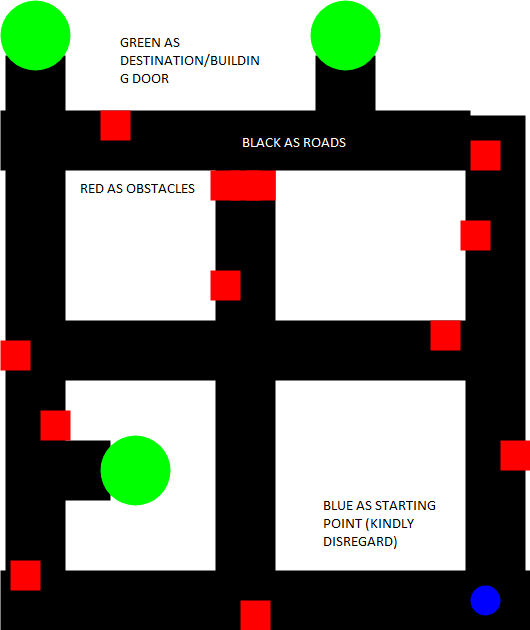 GREEN AS
DESTINATION/BUILDIN
G DOOR
BLACK AS ROADS
RED AS OBSTACLES
BLUE AS STARTING
POINT (KINDLY
DISREGARD)